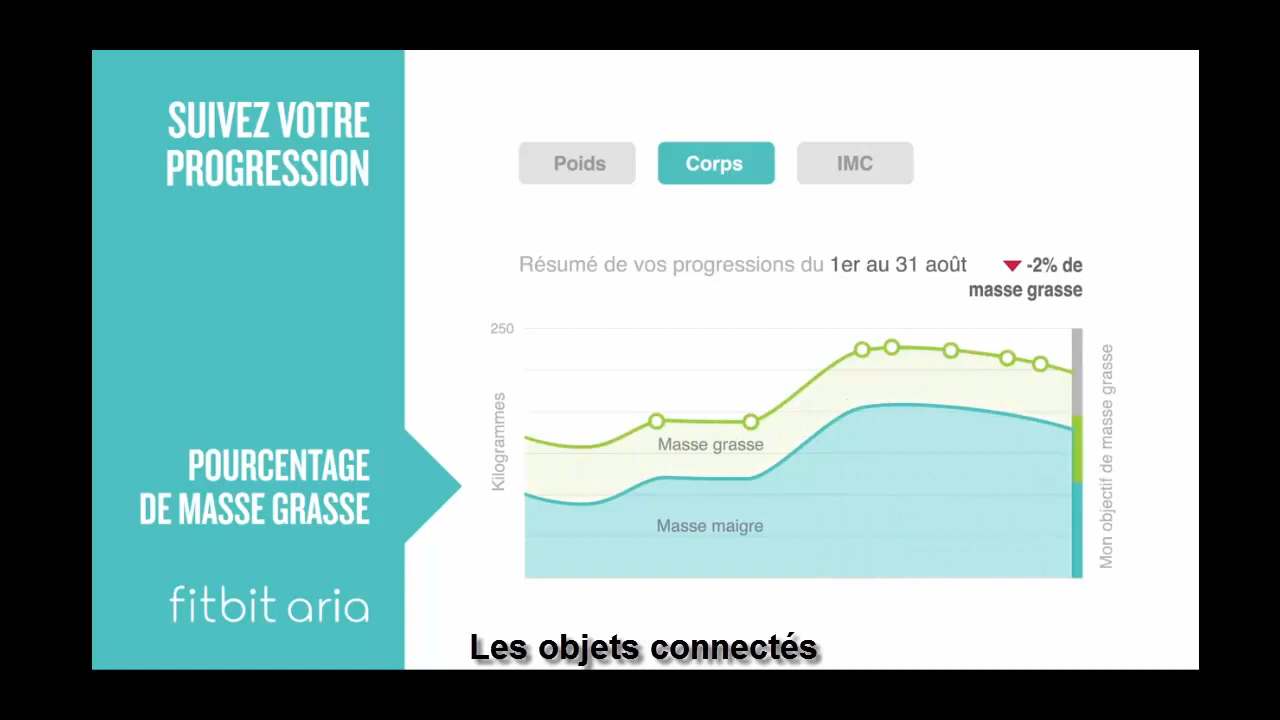 SUIVEZ VOTRE
PROGRESSION
POURCENTAGE
DE MASSE GRASSE
fitbit aria
Poids
Corps
IMC
Résumé de vos progressions du 1er au 31 août
-2% de
masse grasse
250
Kilogrammes
Masse grasse
Masse maigre
Mon objectif de masse grasse
Les objets connectés